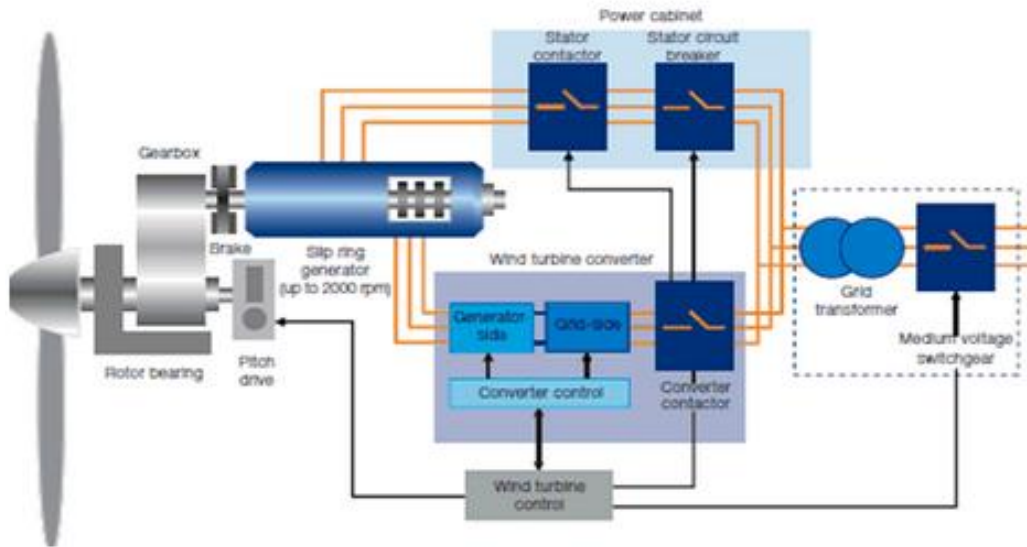 Power cabinet
Stator
contactor
Stator circuit
breaker
Gearbox
Brake
Slip ring
generator
(up to 2000 rpm)
Wind turbine converter
Generator
side
Grid-side
Grid
transformer
Medium voltage
switchgear
Rotor bearing
Pitch
drive
Converter control
Converter
contactor
Wind turbine
control